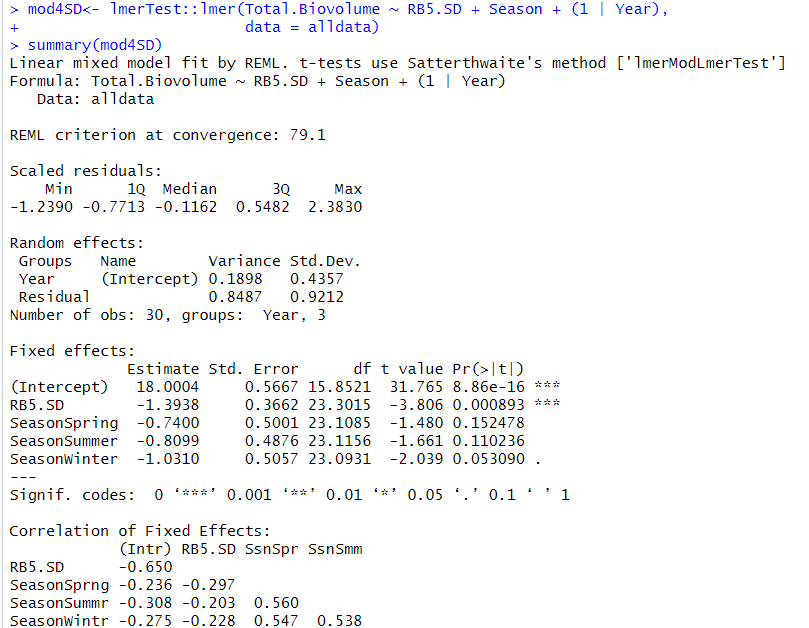 > mod4SD<- lmerTest::lmer(Total.Biovolume ~ RB5.SD + Season + (1 | Year),
+                         data = alldata)
> summary(mod4SD)
Linear mixed model fit by REML. t-tests use Satterthwaite's method ['lmerModLmerTest']
Formula: Total.Biovolume ~ RB5.SD + Season + (1 | Year)
   Data: alldata

REML criterion at convergence: 79.1

Scaled residuals:
    Min      1Q  Median      3Q     Max
-1.2390 -0.7713 -0.1162  0.5482  2.3830

Random effects:
 Groups   Name        Variance Std.Dev.
 Year     (Intercept) 0.1898   0.4357
 Residual             0.8487   0.9212
Number of obs: 30, groups:  Year, 3

Fixed effects:
             Estimate Std. Error      df t value Pr(>|t|)
(Intercept)   18.0004     0.5667 15.8521  31.765 8.86e-16 ***
RB5.SD        -1.3938     0.3662 23.3015  -3.806 0.000893 ***
SeasonSpring  -0.7400     0.5001 23.1085  -1.480 0.152478
SeasonSummer  -0.8099     0.4876 23.1156  -1.661 0.110236
SeasonWinter  -1.0310     0.5057 23.0931  -2.039 0.053090 .
---
Signif. codes:  0 ‘***’ 0.001 ‘**’ 0.01 ‘*’ 0.05 ‘.’ 0.1 ‘ ’ 1

Correlation of Fixed Effects:
            (Intr) RB5.SD SsnSpr SsnSmm
RB5.SD      -0.650
SeasonSprng -0.236 -0.297
SeasonSummr -0.308 -0.203  0.560
SeasonWintr -0.275 -0.228  0.547  0.538